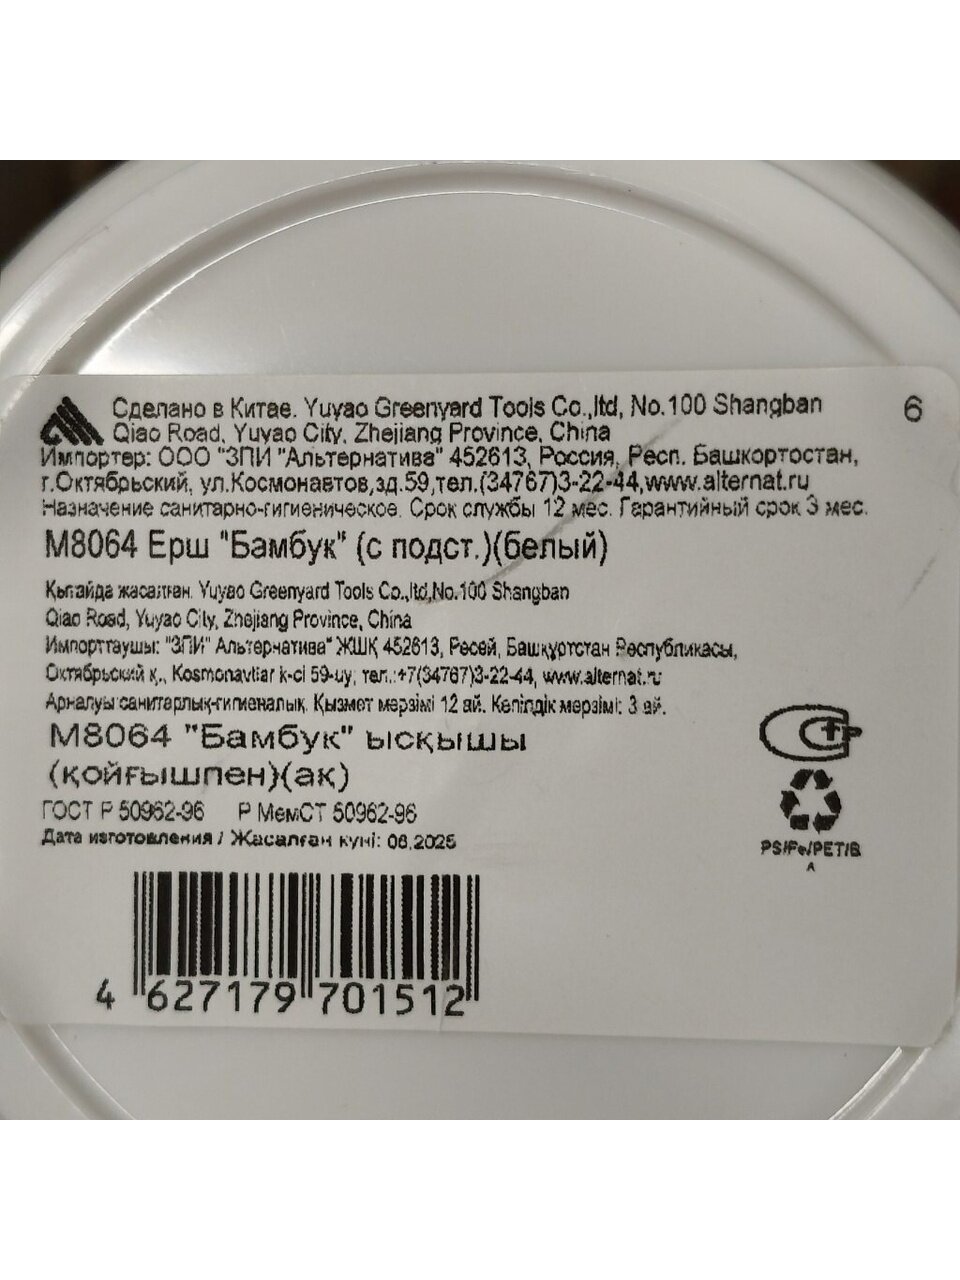 Сделано в Китае. Yuyao Greenyard Tools Co.,ltd, No.100 Shangban
6
Qiao Road, Yuyao City, Zhejiang Province, China
Импортер: ООО "ЗПИ "Альтернатива" 452613, Россия, Респ. Башкортостан,
г.Октябрьский, ул.Космонавтов,зд.59,тел.(34767)3-22-44,www.alternat.ru
Назначение санитарно-гигиеническое. Срок службы 12 мес. Гарантийный срок 3 мес.
М8064 Ерш "Бамбук" (с подст.)(белый)
Қытайда жасалған. Yuyao Greenyard Tools Co.,ltd,No.100 Shangban
Qiao Road, Yuyao City, Zhejiang Province, China
Импорттаушы: "ЗПИ" Альтернатива" ЖШҚ 452613, Ресей, Башқұртстан Республикасы,
Октябрьский қ., Kosmonavtlar k-ci 59-uy; тел.:+7(34767)3-22-44, www.alternat.ru
Арналуы санитарлық-гигиеналық. Қызмет мерзімі 12 ай. Кепілдік мерзімі: 3 ай.
М8064 "Бамбук" ысқышы
(қойғышпен)(ақ)
ГОСТ Р 50962-96 Р МемСТ 50962-96
Дата изготовления / Жасалған күні: 06.2025
PS/Fe/PET/B
A
4 627179 701512